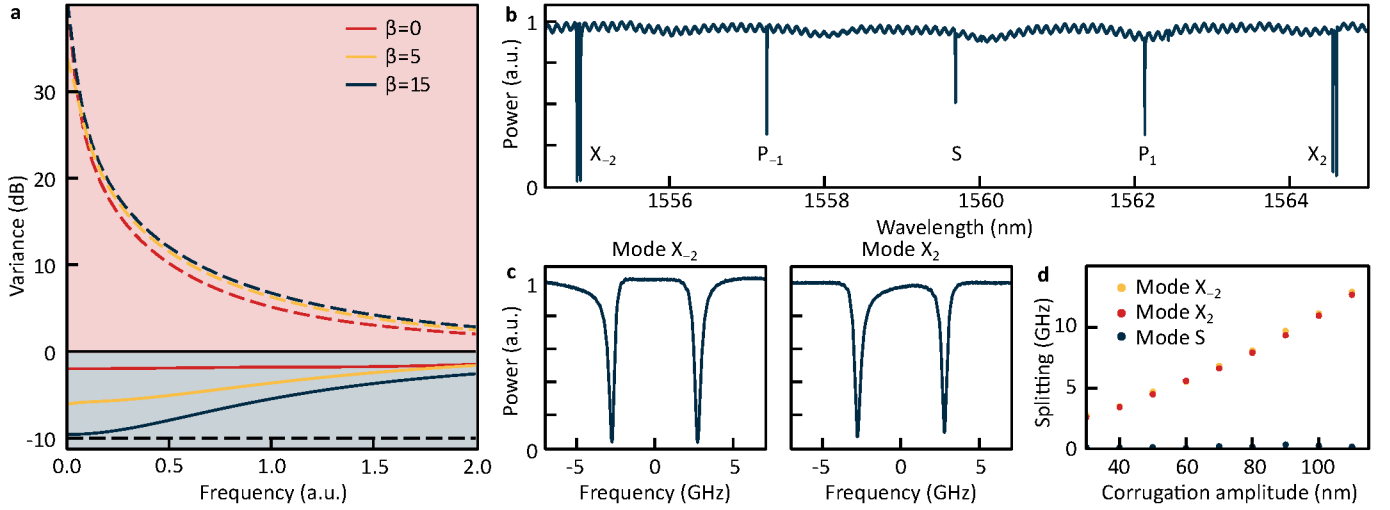 a
β=0
β=5
β=15
Variance (dB)
30
20
10
0
-10
0.0 0.5 1.0 1.5 2.0
Frequency (a.u.)
b
Power (a.u.)
1
0
X₋₂ P₋₁ S P₁ X₂
1556 1558 1560 1562 1564
Wavelength (nm)
c
Mode X₋₂
Mode X₂
Power (a.u.)
1
0
-5 0 5
-5 0 5
Frequency (GHz)
Frequency (GHz)
d
Mode X₋₂
Mode X₂
Mode S
Splitting (GHz)
10
5
0
40 60 80 100
Corrugation amplitude (nm)